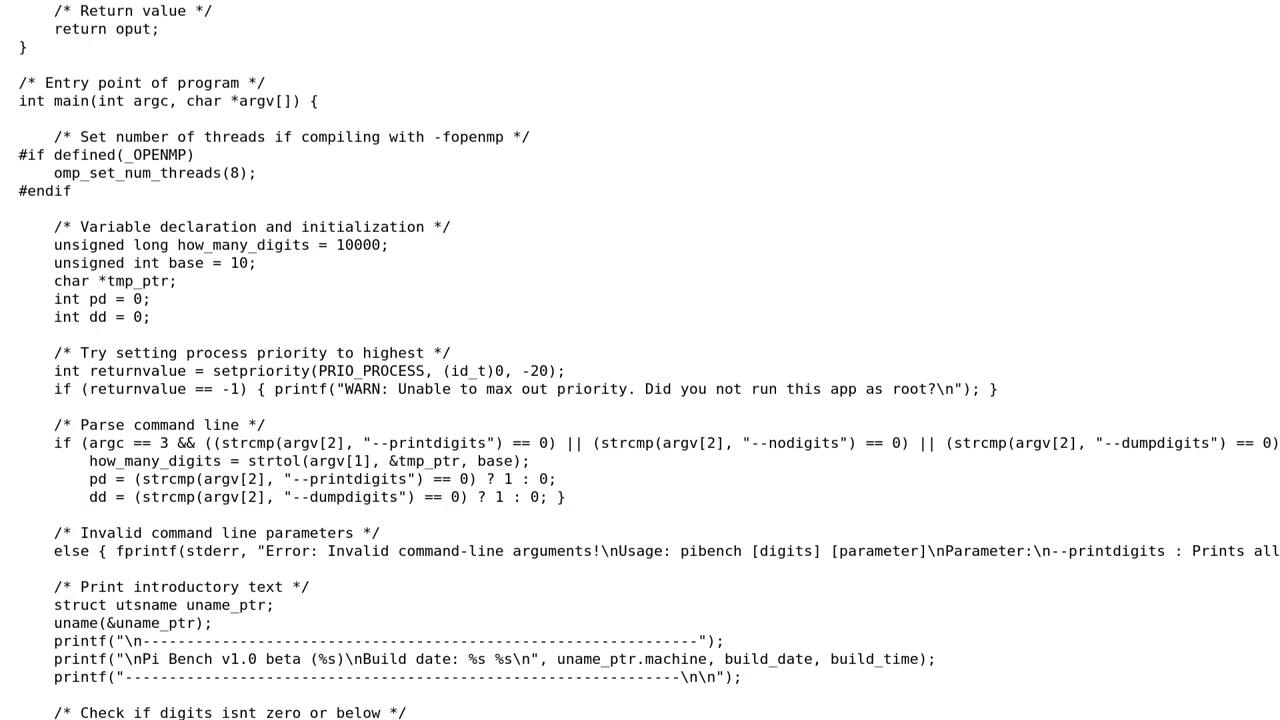 /* Return value */
    return oput;
}

/* Entry point of program */
int main(int argc, char *argv[]) {

    /* Set number of threads if compiling with -fopenmp */
#if defined(_OPENMP)
    omp_set_num_threads(8);
#endif

    /* Variable declaration and initialization */
    unsigned long how_many_digits = 10000;
    unsigned int base = 10;
    char *tmp_ptr;
    int pd = 0;
    int dd = 0;

    /* Try setting process priority to highest */
    int returnvalue = setpriority(PRIO_PROCESS, (id_t)0, -20);
    if (returnvalue == -1) { printf("WARN: Unable to max out priority. Did you not run this app as root?\n"); }

    /* Parse command line */
    if (argc == 3 && ((strcmp(argv[2], "--printdigits") == 0) || (strcmp(argv[2], "--nodigits") == 0) || (strcmp(argv[2], "--dumpdigits") == 0)
        how_many_digits = strtol(argv[1], &tmp_ptr, base);
        pd = (strcmp(argv[2], "--printdigits") == 0) ? 1 : 0;
        dd = (strcmp(argv[2], "--dumpdigits") == 0) ? 1 : 0; }

    /* Invalid command line parameters */
    else { fprintf(stderr, "Error: Invalid command-line arguments!\nUsage: pibench [digits] [parameter]\nParameter:\n--printdigits : Prints all

    /* Print introductory text */
    struct utsname uname_ptr;
    uname(&uname_ptr);
    printf("\n---------------------------------------------------------------");
    printf("\nPi Bench v1.0 beta (%s)\nBuild date: %s %s\n", uname_ptr.machine, build_date, build_time);
    printf("---------------------------------------------------------------\n\n");

    /* Check if digits isnt zero or below */